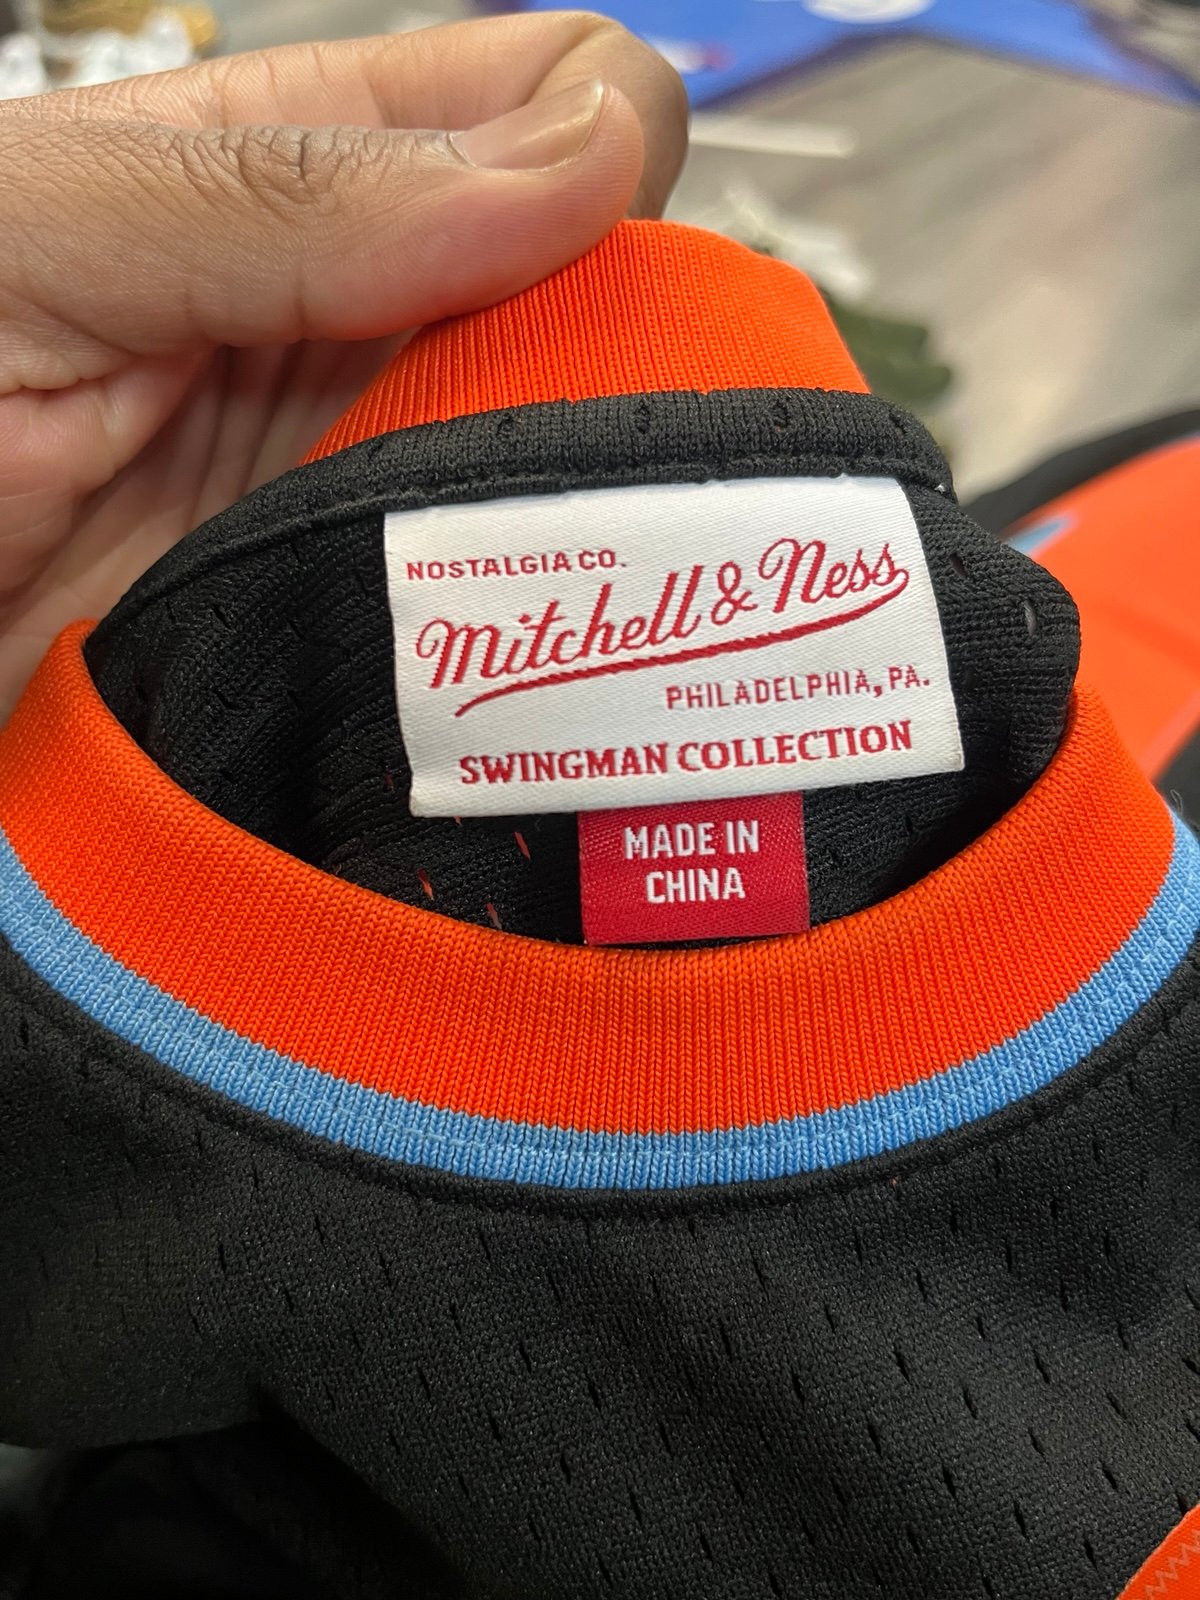 NOSTALGIA CO.
Mitchell & Ness
PHILADELPHIA, PA.
SWINGMAN COLLECTION
MADE IN
CHINA